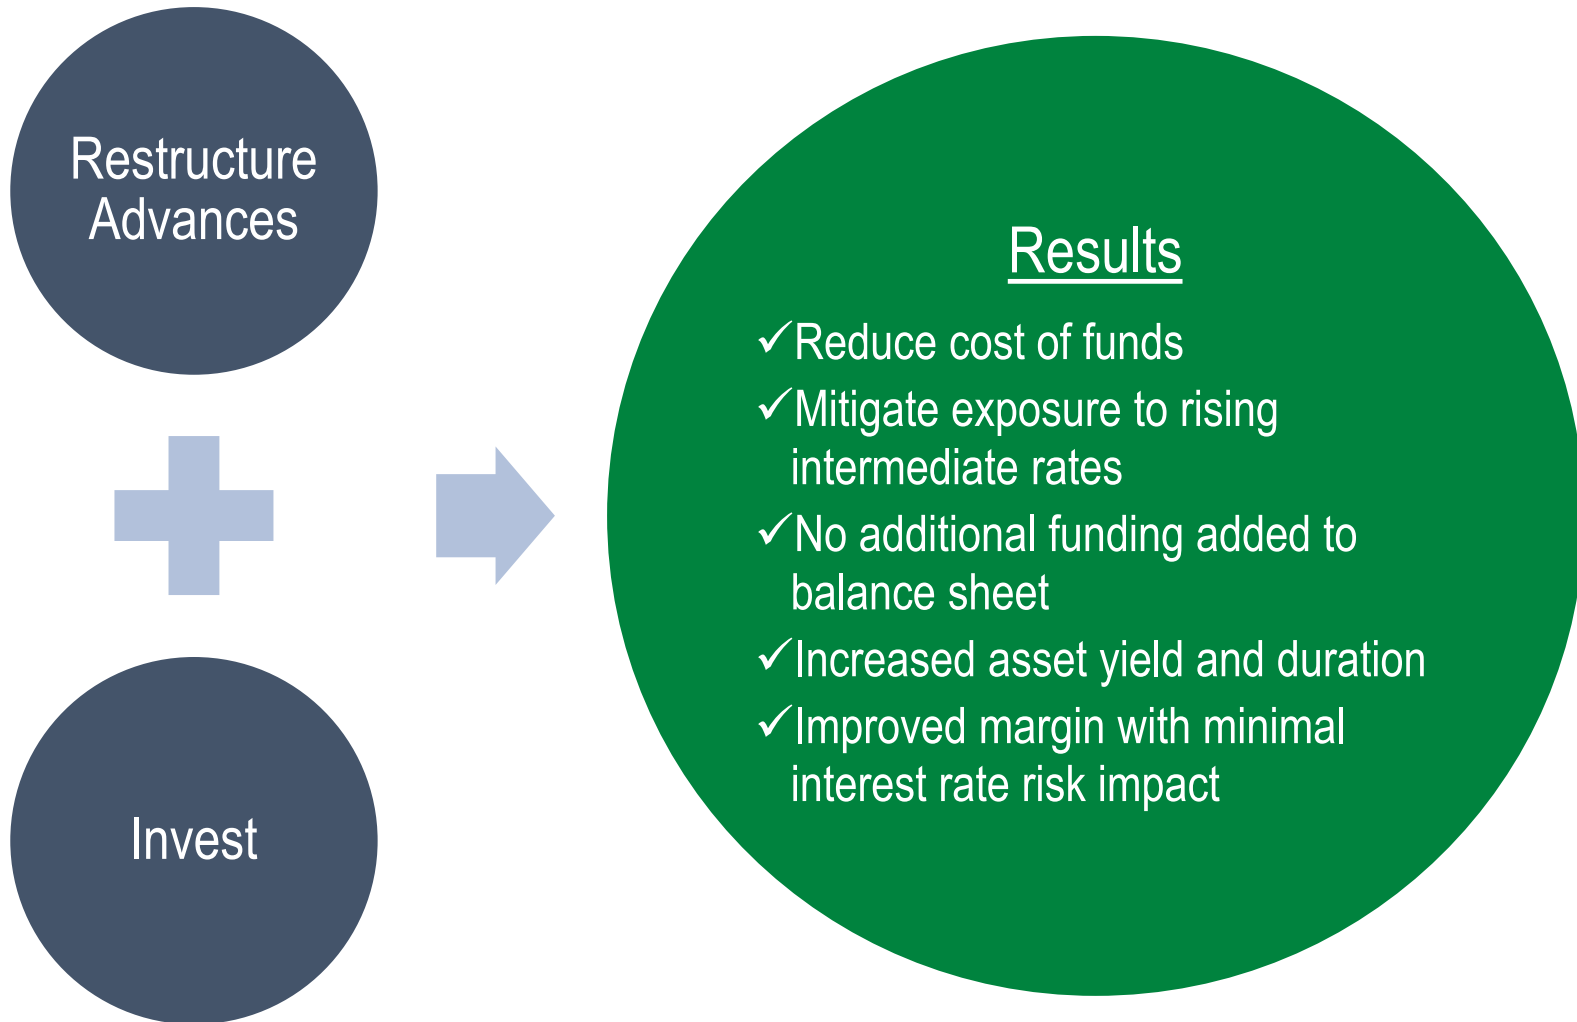 Restructure
Advances
Invest
Results
✓Reduce cost of funds
✓Mitigate exposure to rising
intermediate rates
✓No additional funding added to
balance sheet
✓Increased asset yield and duration
✓Improved margin with minimal
interest rate risk impact